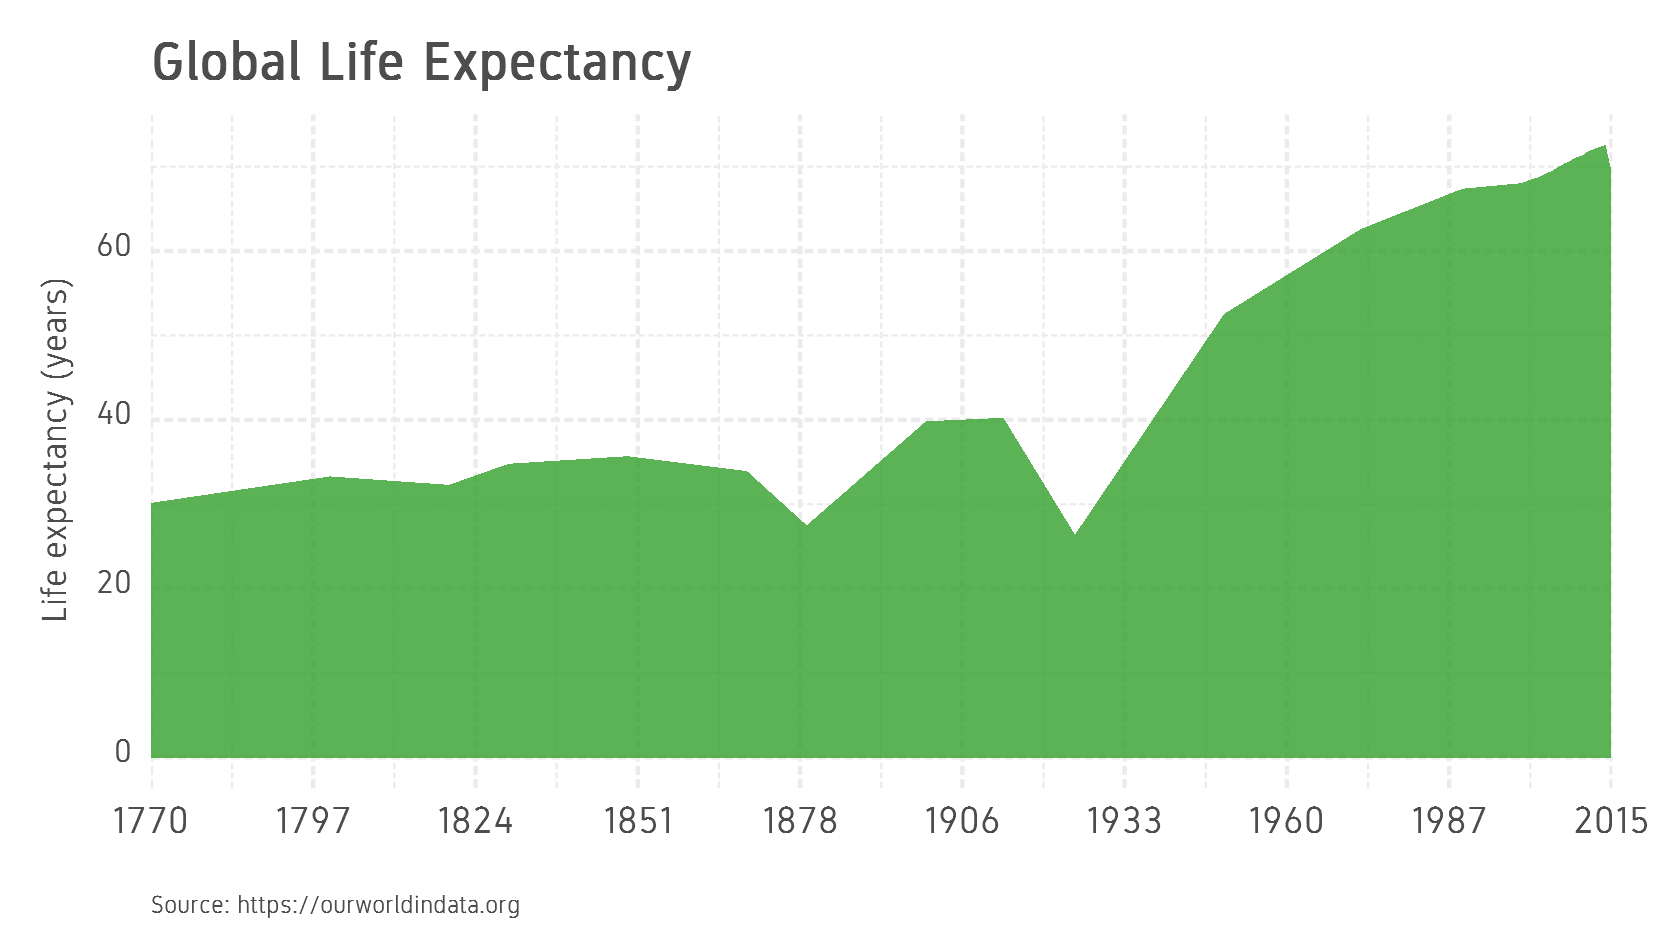 Global Life Expectancy
Life expectancy (years)
60
40
20
0
1770 1797 1824 1851 1878 1906 1933 1960 1987 2015
Source: https://ourworldindata.org